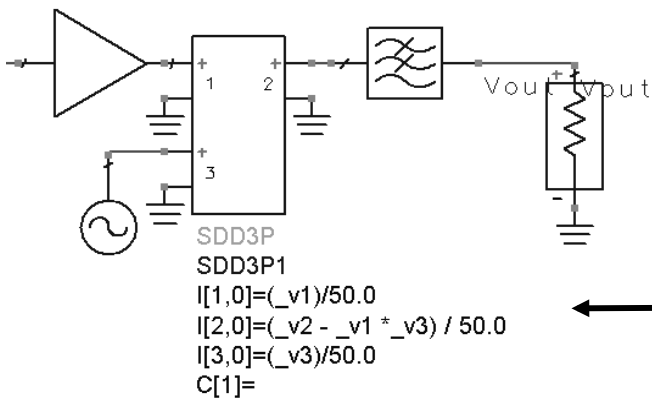 +
1
+
2
+
3
+
Vout Vout
-
SDD3P
SDD3P1
I[1,0]=(_v1)/50.0
I[2,0]=(_v2 - _v1 *_v3) / 50.0
I[3,0]=(_v3)/50.0
C[1]=